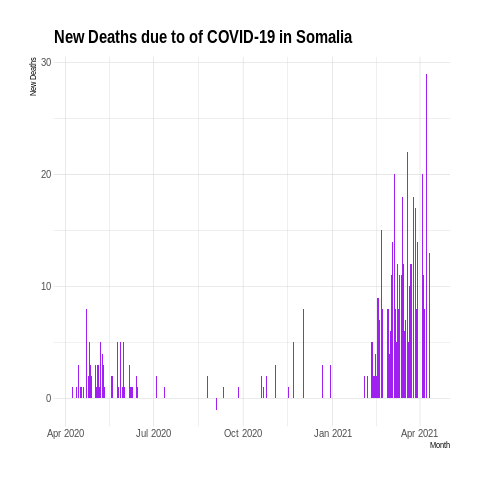 New Deaths due to of COVID-19 in Somalia
New Deaths
30
20
10
0
Apr 2020
Jul 2020
Oct 2020
Jan 2021
Apr 2021
Month